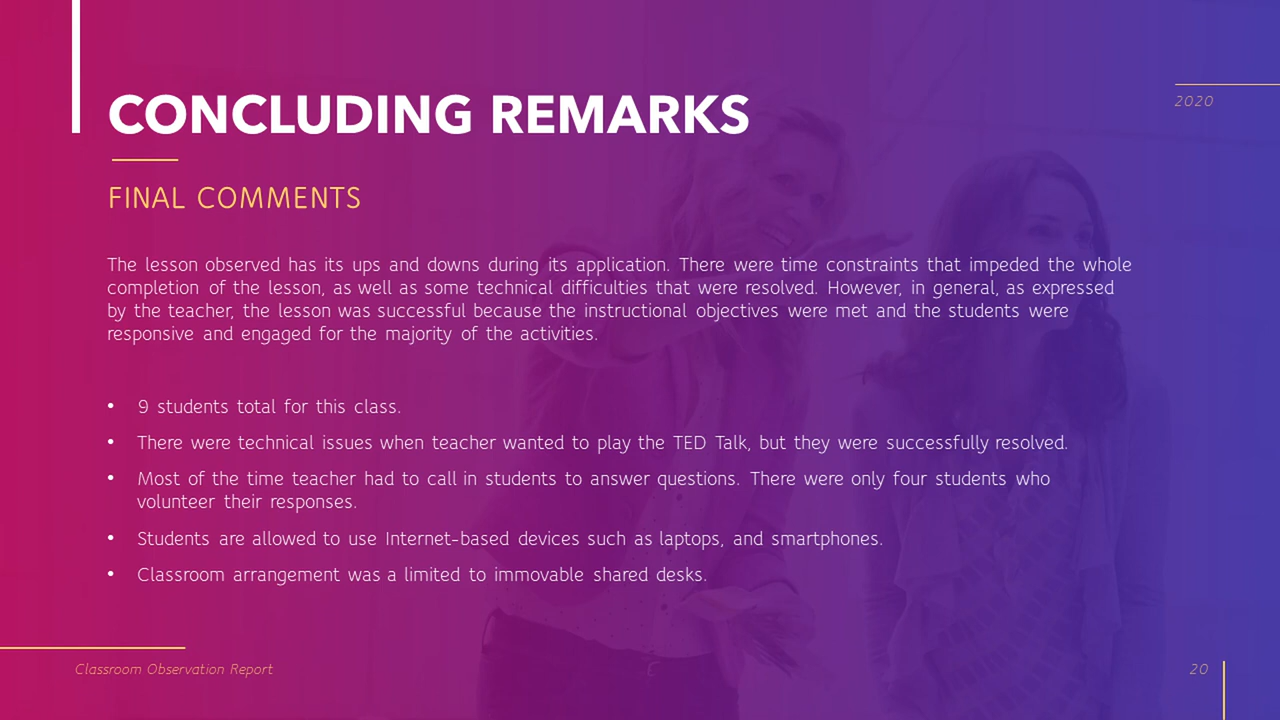 CONCLUDING REMARKS
2020
FINAL COMMENTS
The lesson observed has its ups and downs during its application. There were time constraints that impeded the whole
completion of the lesson, as well as some technical difficulties that were resolved. However, in general, as expressed
by the teacher, the lesson was successful because the instructional objectives were met and the students were
responsive and engaged for the majority of the activities.
• 9 students total for this class.
• There were technical issues when teacher wanted to play the TED Talk, but they were successfully resolved.
• Most of the time teacher had to call in students to answer questions. There were only four students who
volunteer their responses.
• Students are allowed to use Internet-based devices such as laptops, and smartphones.
• Classroom arrangement was a limited to immovable shared desks.
Classroom Observation Report
20